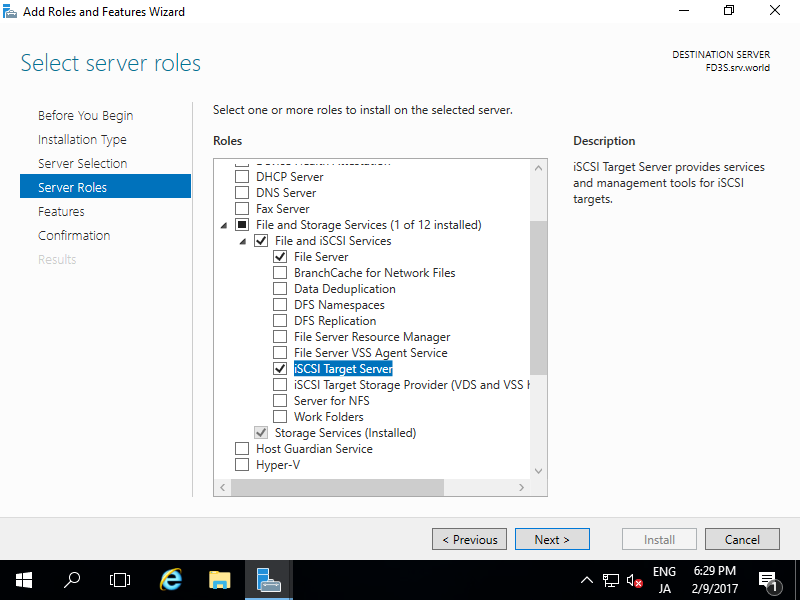 Add Roles and Features Wizard
Select server roles
DESTINATION SERVER
FD3S.srv.world
Before You Begin
Installation Type
Server Selection
Server Roles
Features
Confirmation
Results
Select one or more roles to install on the selected server.
Roles
DHCP Server
DNS Server
Fax Server
File and Storage Services (1 of 12 installed)
File and iSCSI Services
File Server
BranchCache for Network Files
Data Deduplication
DFS Namespaces
DFS Replication
File Server Resource Manager
File Server VSS Agent Service
iSCSI Target Server
iSCSI Target Storage Provider (VDS and VSS
Server for NFS
Work Folders
Storage Services (Installed)
Host Guardian Service
Hyper-V
Description
iSCSI Target Server provides services
and management tools for iSCSI
targets.
< Previous
Next >
Install
Cancel
ENG
JA
6:29 PM
2/9/2017
1